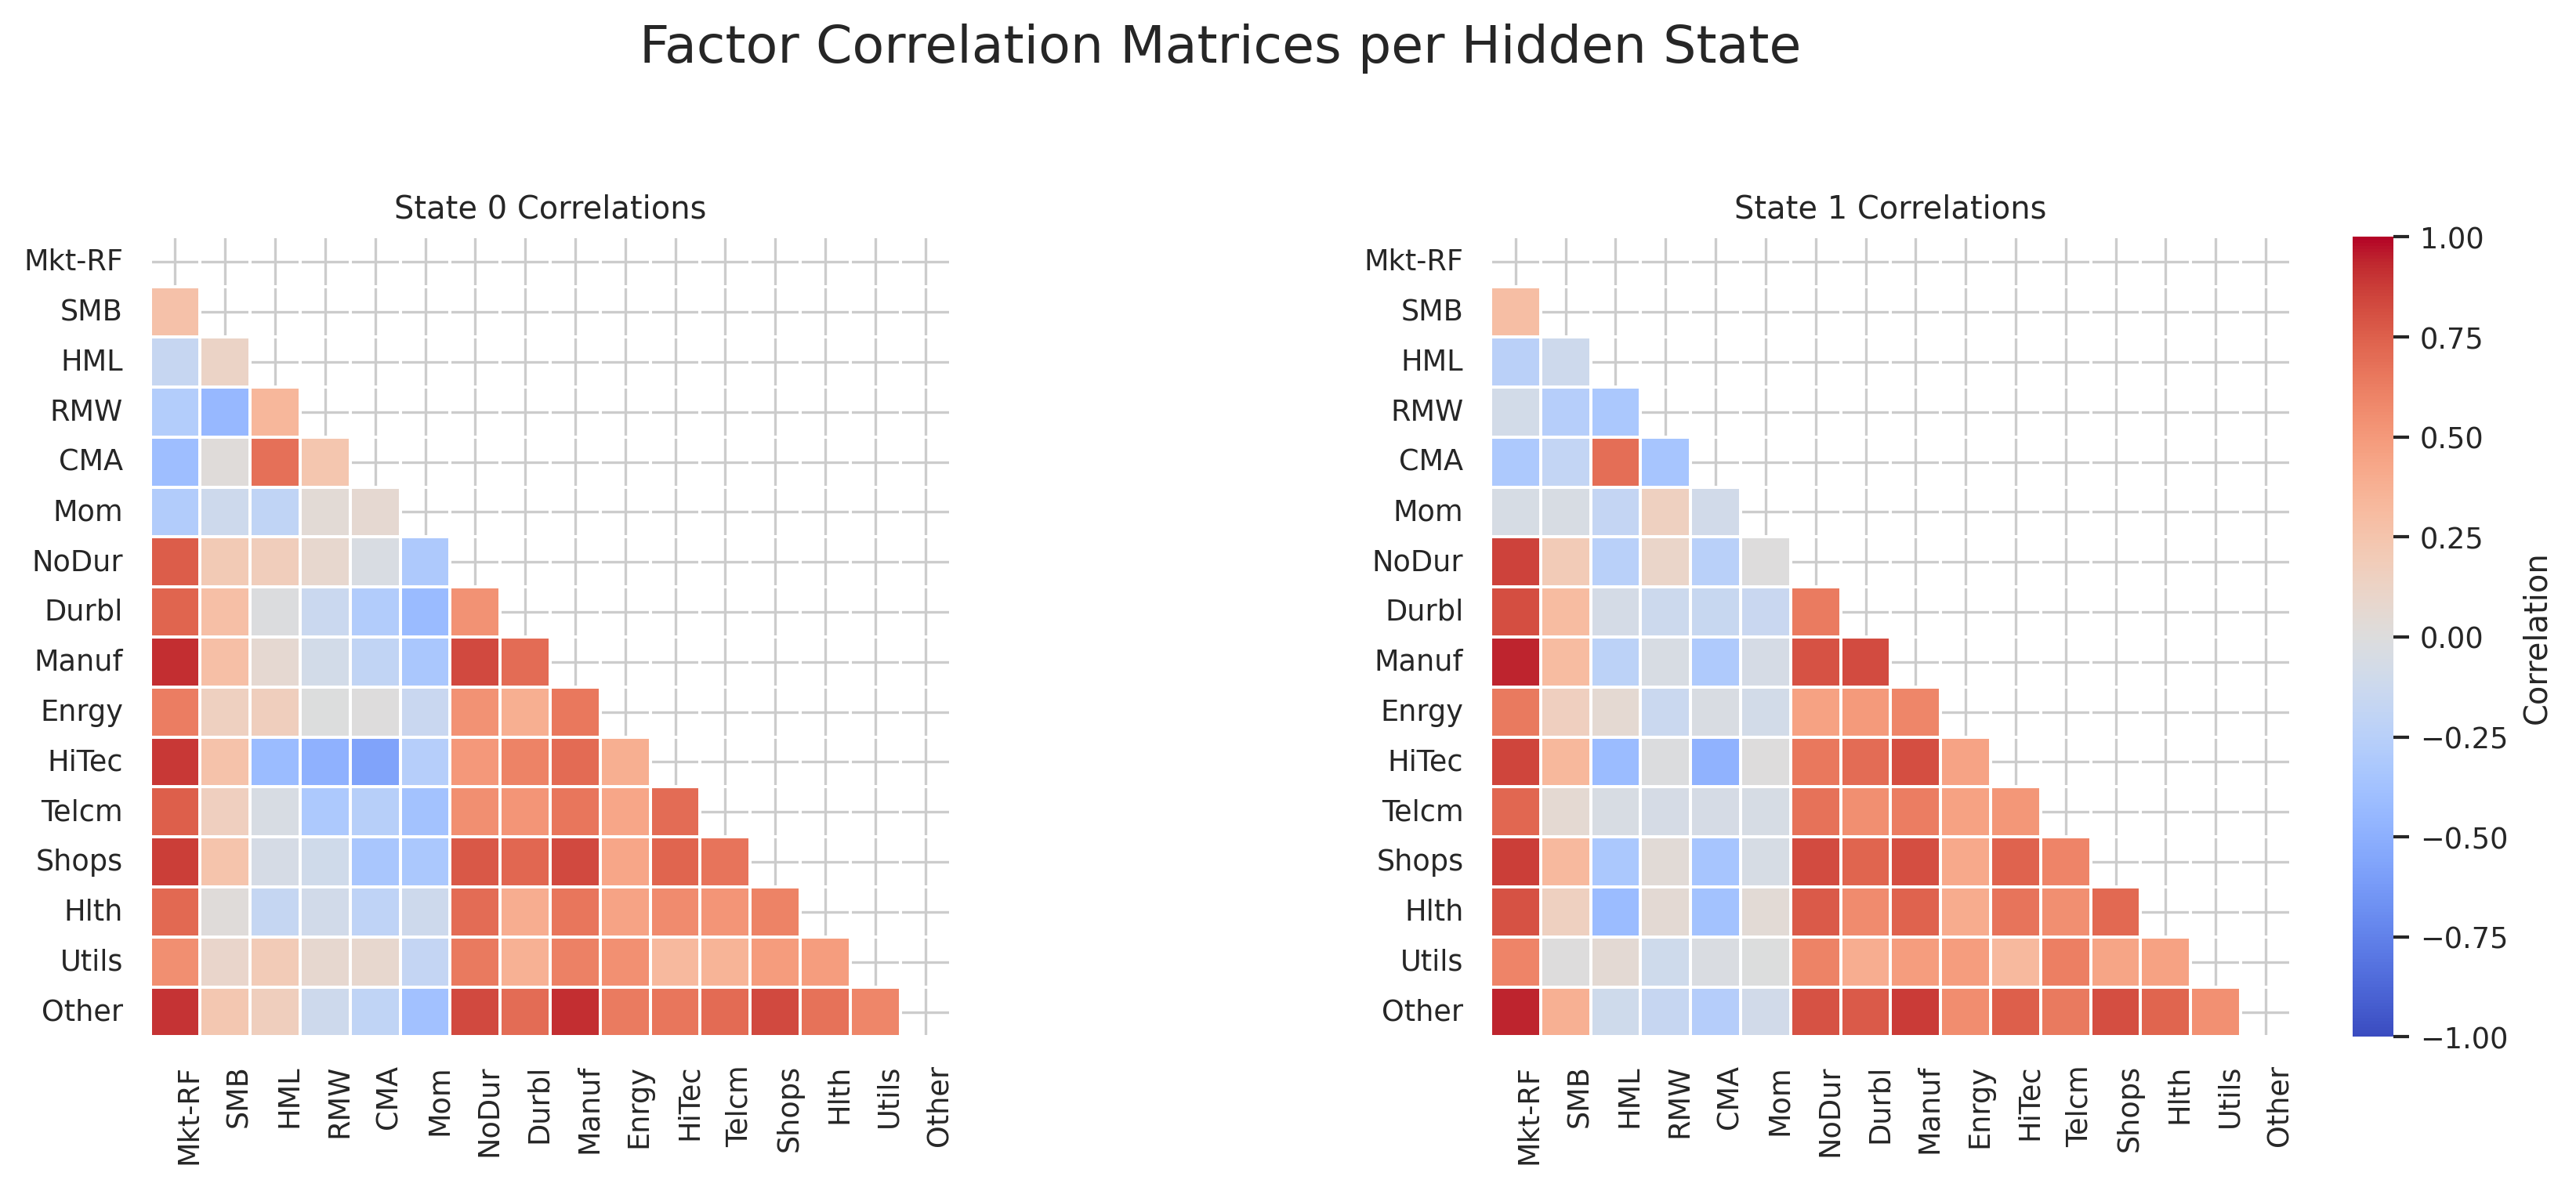 Factor Correlation Matrices per Hidden State
State 0 Correlations
Mkt-RF
SMB
HML
RMW
CMA
Mom
NoDur
Durbl
Manuf
Enrgy
HiTec
Telcm
Shops
Hlth
Utils
Other
Mkt-RF
SMB
HML
RMW
CMA
Mom
NoDur
Durbl
Manuf
Enrgy
HiTec
Telcm
Shops
Hlth
Utils
Other
State 1 Correlations
Mkt-RF
SMB
HML
RMW
CMA
Mom
NoDur
Durbl
Manuf
Enrgy
HiTec
Telcm
Shops
Hlth
Utils
Other
Mkt-RF
SMB
HML
RMW
CMA
Mom
NoDur
Durbl
Manuf
Enrgy
HiTec
Telcm
Shops
Hlth
Utils
Other
1.00
0.75
0.50
0.25
0.00
−0.25
−0.50
−0.75
−1.00
Correlation